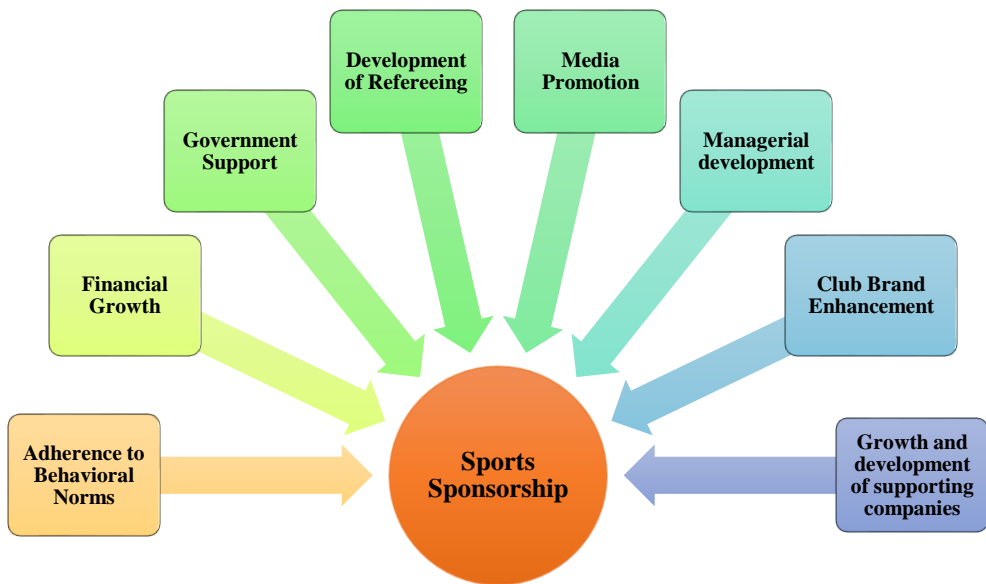 Development
of Refereeing
Media
Promotion
Government
Support
Managerial
development
Financial
Growth
Club Brand
Enhancement
Adherence to
Behavioral
Norms
Sports
Sponsorship
Growth and
development
of supporting
companies